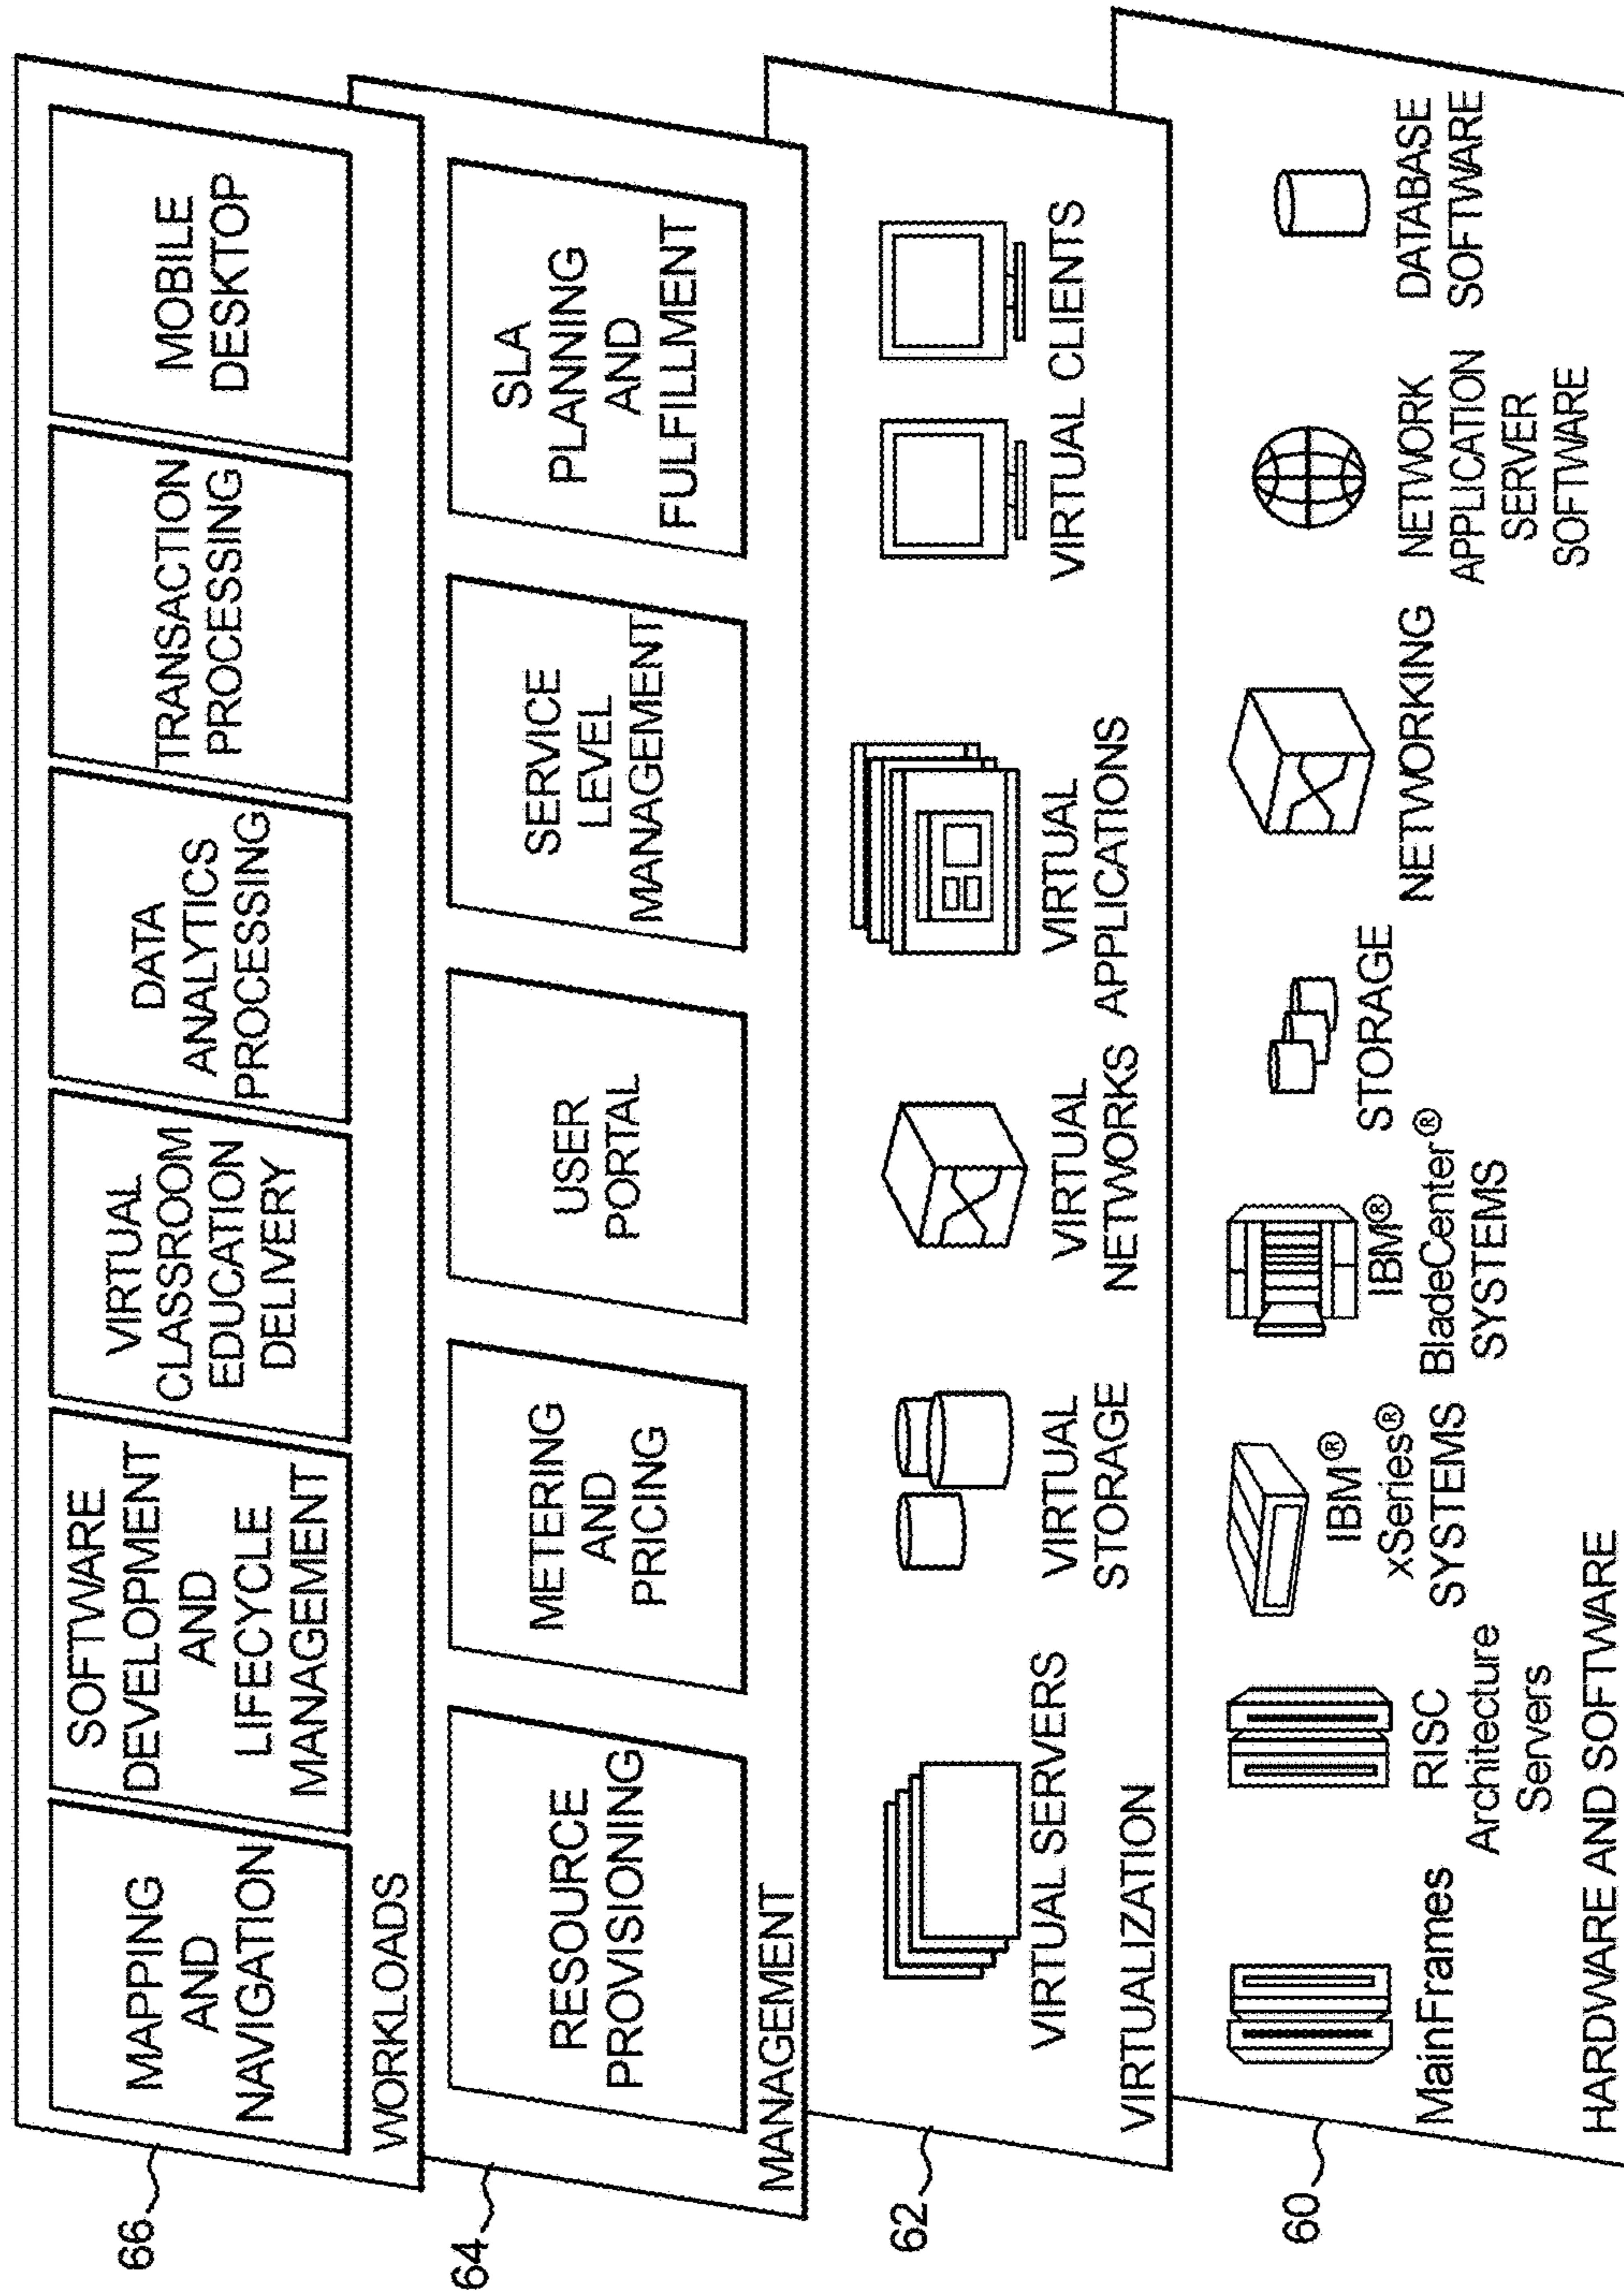 66
MAPPING
AND
NAVIGATION
SOFTWARE
DEVELOPMENT
AND
LIFECYCLE
MANAGEMENT
VIRTUAL
CLASSROOM
EDUCATION
DELIVERY
DATA
ANALYTICS
PROCESSING
TRANSACTION
PROCESSING
MOBILE
DESKTOP
WORKLOADS
64
RESOURCE
PROVISIONING
METERING
AND
PRICING
USER
PORTAL
SERVICE
LEVEL
MANAGEMENT
SLA
PLANNING
AND
FULFILLMENT
MANAGEMENT
62
VIRTUAL SERVERS
VIRTUAL
STORAGE
VIRTUAL
NETWORKS
VIRTUAL
APPLICATIONS
VIRTUAL CLIENTS
VIRTUALIZATION
60
MainFrames
RISC
Architecture
Servers
IBM®
xSeries®
SYSTEMS
IBM®
BladeCenter®
SYSTEMS
STORAGE
NETWORKING
NETWORK
APPLICATION
SERVER
SOFTWARE
DATABASE
SOFTWARE
HARDWARE AND SOFTWARE